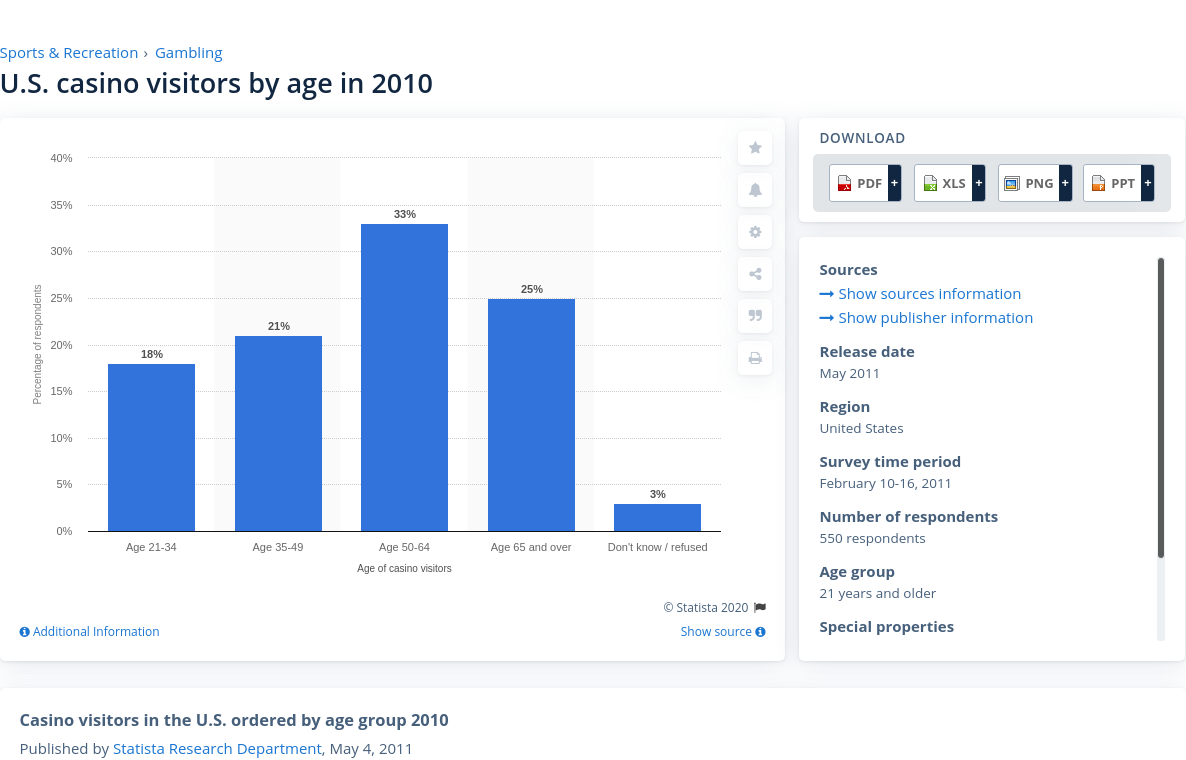 Sports & Recreation › Gambling
U.S. casino visitors by age in 2010
40%
35%
30%
25%
20%
15%
10%
5%
0%
Percentage of respondents
18%
21%
33%
25%
3%
Age 21-34
Age 35-49
Age 50-64
Age 65 and over
Don't know / refused
Age of casino visitors
© Statista 2020
Additional Information
Show source
DOWNLOAD
PDF + XLS + PNG + PPT +
Sources
Show sources information
Show publisher information
Release date
May 2011
Region
United States
Survey time period
February 10-16, 2011
Number of respondents
550 respondents
Age group
21 years and older
Special properties
Casino visitors in the U.S. ordered by age group 2010
Published by Statista Research Department, May 4, 2011